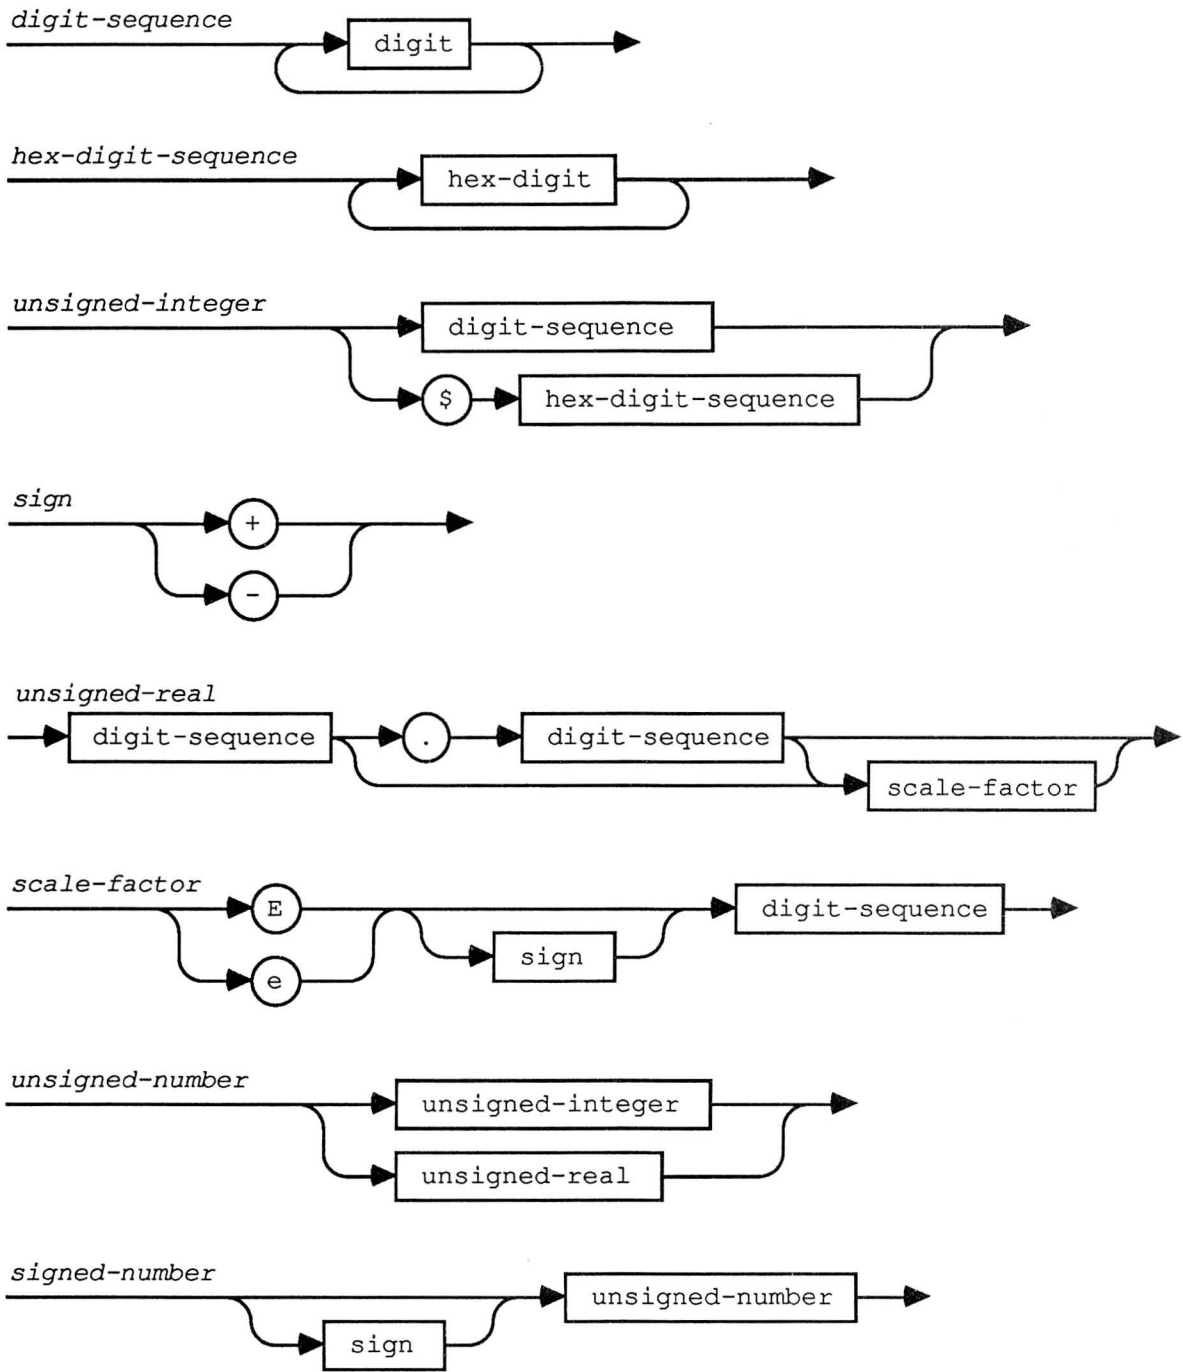 digit-sequence
digit
hex-digit-sequence
hex-digit
unsigned-integer
digit-sequence
$ hex-digit-sequence
sign
+
-
unsigned-real
digit-sequence . digit-sequence
scale-factor
scale-factor
E digit-sequence
e sign
unsigned-number
unsigned-integer
unsigned-real
signed-number
unsigned-number
sign